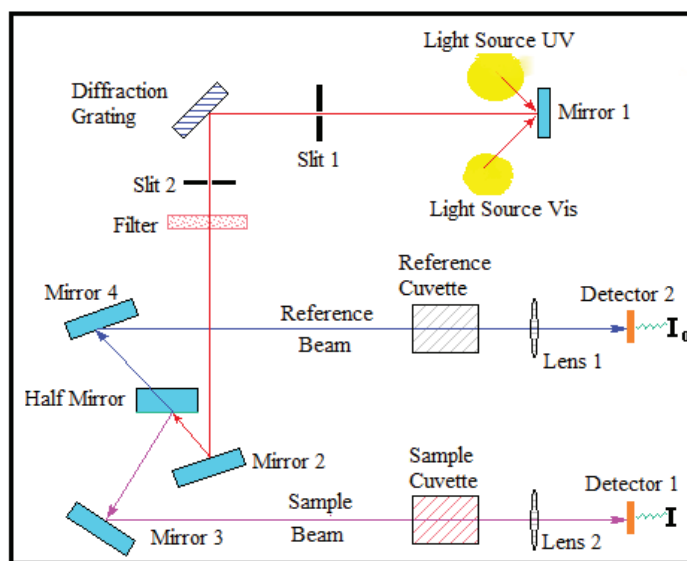 Light Source UV
Diffraction
Grating
Mirror 1
Slit 1
Slit 2
Light Source Vis
Filter
Reference
Cuvette
Mirror 4
Detector 2
Reference
Beam
I₀
Lens 1
Half Mirror
Mirror 2
Sample
Cuvette
Detector 1
Sample
Beam
I
Mirror 3
Lens 2